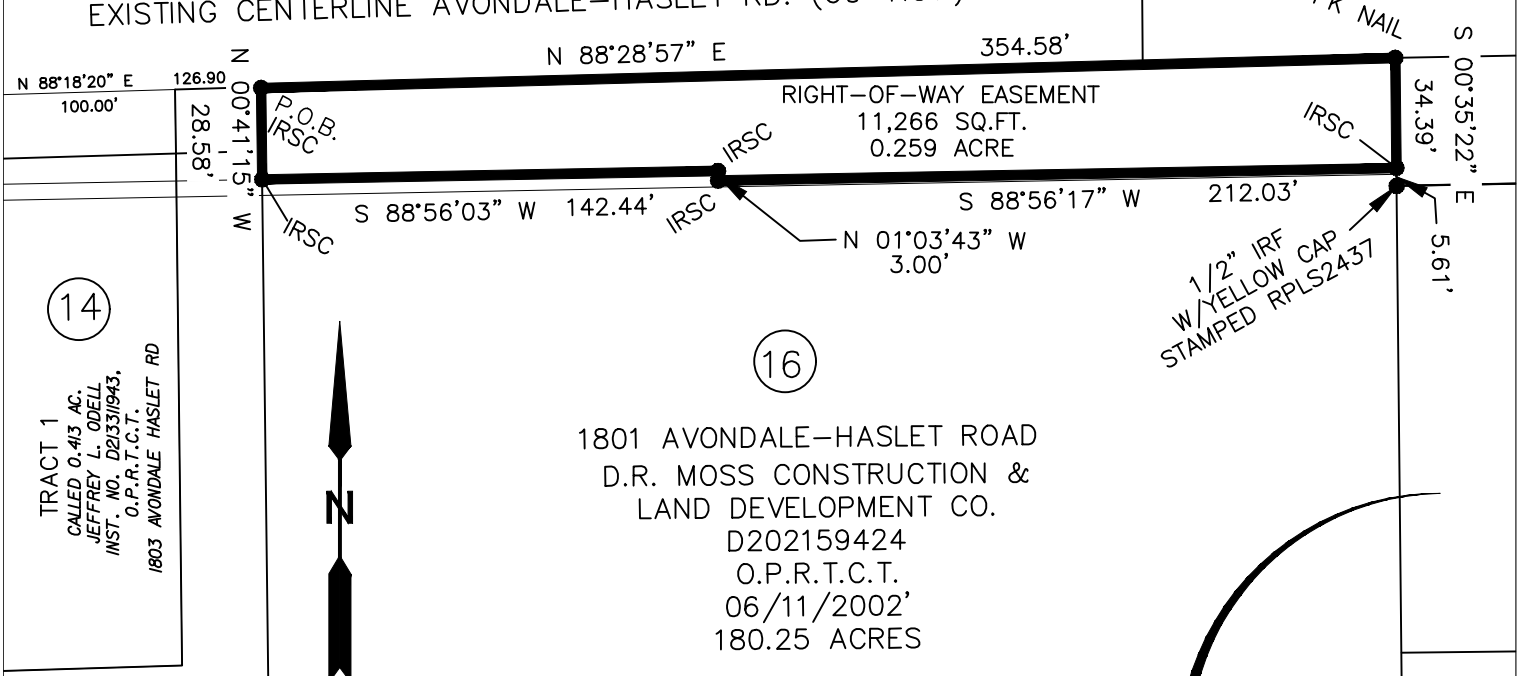 EXISTING CENTERLINE AVONDALE-HASLET RD.
NAIL
N 88°28'57" E
354.58'
N 88°18'20" E
126.90
100.00'
N 00°41'15" W
28.58'
P.O.B.
IRSC
RIGHT-OF-WAY EASEMENT
11,266 SQ.FT.
0.259 ACRE
IRSC
IRSC
S 00°35'22" E
34.39'
S 88°56'03" W
142.44'
IRSC
IRSC
S 88°56'17" W
212.03'
N 01°03'43" W
3.00'
5.61'
1/2" IRF
W/YELLOW CAP
STAMPED RPLS2437
14
TRACT 1
CALLED 0.413 AC.
JEFFREY L. ODELL
INST. NO. D213311943,
O.P.R.T.C.T.
1803 AVONDALE HASLET RD
N
16
1801 AVONDALE-HASLET ROAD
D.R. MOSS CONSTRUCTION &
LAND DEVELOPMENT CO.
D202159424
O.P.R.T.C.T.
06/11/2002'
180.25 ACRES